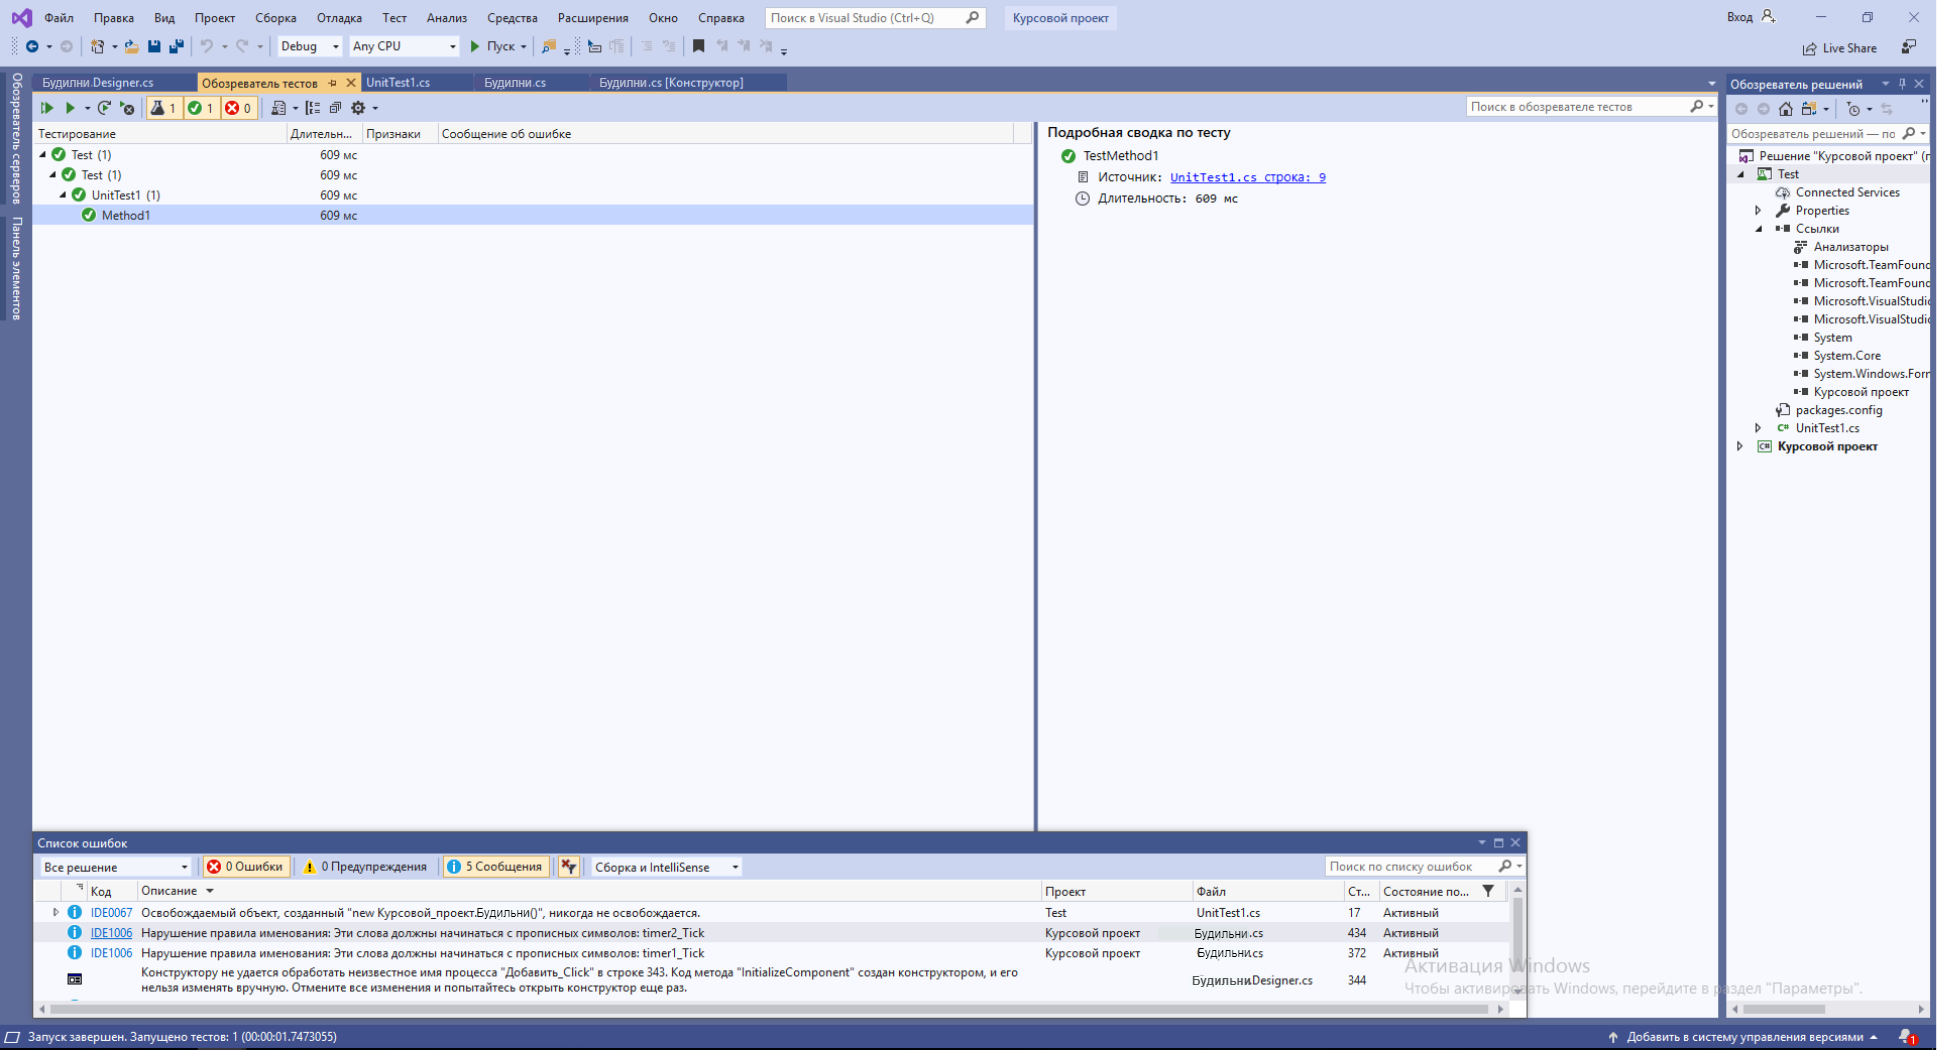 Файл Правка Вид Проект Сборка Отладка Тест Анализ Средства Расширения Окно Справка Поиск в Visual Studio (Ctrl+Q) Курсовой проект Вход
Debug Any CPU Пуск Live Share
Обозреватель серверов
Панель элементов
Будилни.Designer.cs Обозреватель тестов UnitTest1.cs Будилни.cs Будилни.cs [Конструктор]
1 1 0 Поиск в обозревателе тестов
Тестирование Длительн... Признаки Сообщение об ошибке
Test (1) 609 мс
Test (1) 609 мс
UnitTest1 (1) 609 мс
Method1 609 мс
Подробная сводка по тесту
TestMethod1
Источник: UnitTest1.cs строка: 9
Длительность: 609 мс
Обозреватель решений
Обозреватель решений — по
Решение "Курсовой проект" (г
Test
Connected Services
Properties
Ссылки
Анализаторы
Microsoft.TeamFound
Microsoft.TeamFound
Microsoft.VisualStudio
Microsoft.VisualStudio
System
System.Core
System.Windows.Forn
Курсовой проект
packages.config
C# UnitTest1.cs
C# Курсовой проект
Список ошибок
Все решение 0 Ошибки 0 Предупреждения 5 Сообщения Сборка и IntelliSense Поиск по списку ошибок
Код Описание Проект Файл Ст... Состояние по...
IDE0067 Освобождаемый объект, созданный "new Курсовой_проект.Будильни()", никогда не освобождается. Test UnitTest1.cs 17 Активный
IDE1006 Нарушение правила именования: Эти слова должны начинаться с прописных символов: timer2_Tick Курсовой проект Будильни.cs 434 Активный
IDE1006 Нарушение правила именования: Эти слова должны начинаться с прописных символов: timer1_Tick Курсовой проект Будильни.cs 372 Активный
Конструктору не удается обработать неизвестное имя процесса "Добавить_Click" в строке 343. Код метода "InitializeComponent" создан конструктором, и его
нельзя изменять вручную. Отмените все изменения и попытайтесь открыть конструктор еще раз. БудильниDesigner.cs 344
Активация Windows
Чтобы активировать Windows, перейдите в раздел "Параметры".
Запуск завершен. Запущено тестов: 1 (00:00:01.7473055) Добавить в систему управления версиями 1